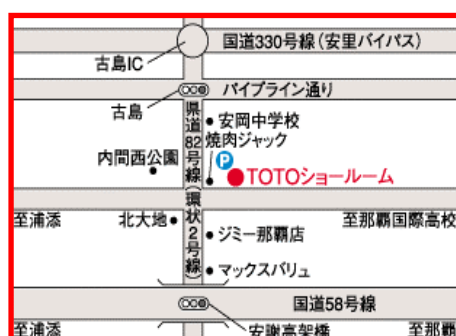 国道330号線(安里バイパス)
古島IC
パイプライン通り
古島
県道82号線(環状2号線)
安岡中学校
焼肉ジャック
内間西公園
P
TOTOショールーム
至浦添
北大地
至那覇国際高校
ジミー那覇店
マックスバリュ
国道58号線
至浦添
安謝高架橋
至那覇